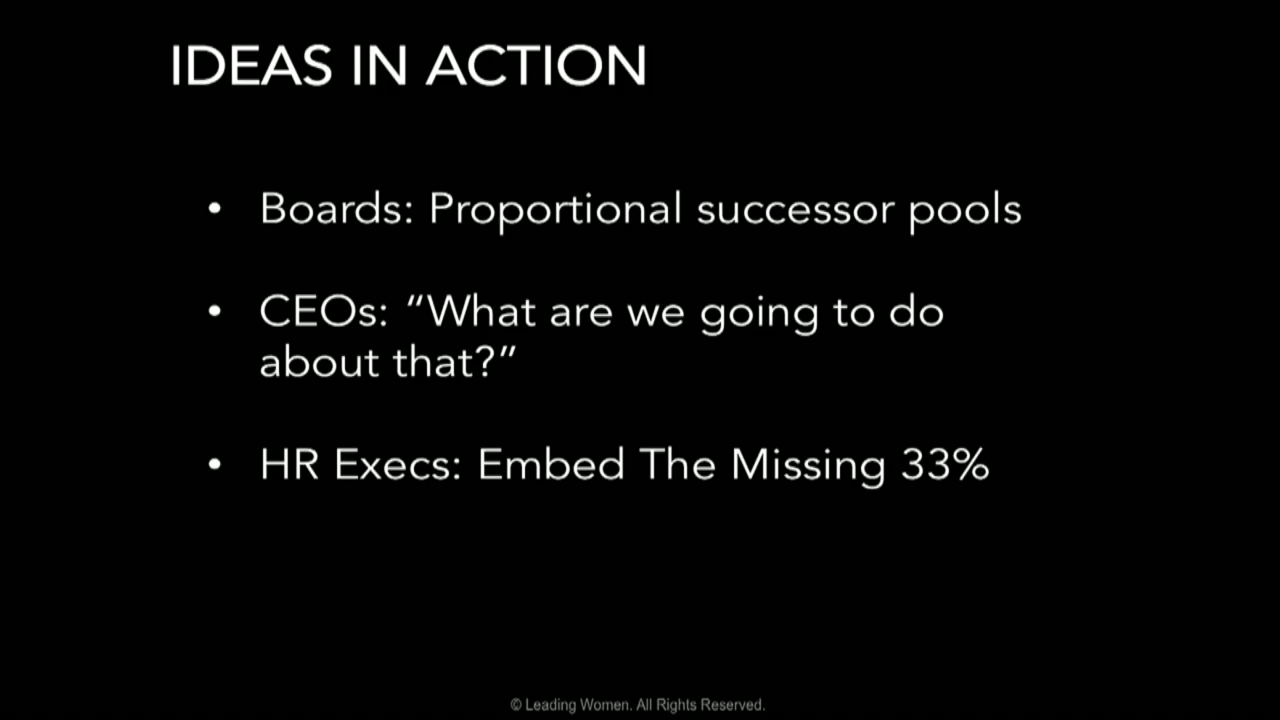 IDEAS IN ACTION
• Boards: Proportional successor pools
• CEOs: “What are we going to do
about that?”
• HR Execs: Embed The Missing 33%
© Leading Women. All Rights Reserved.